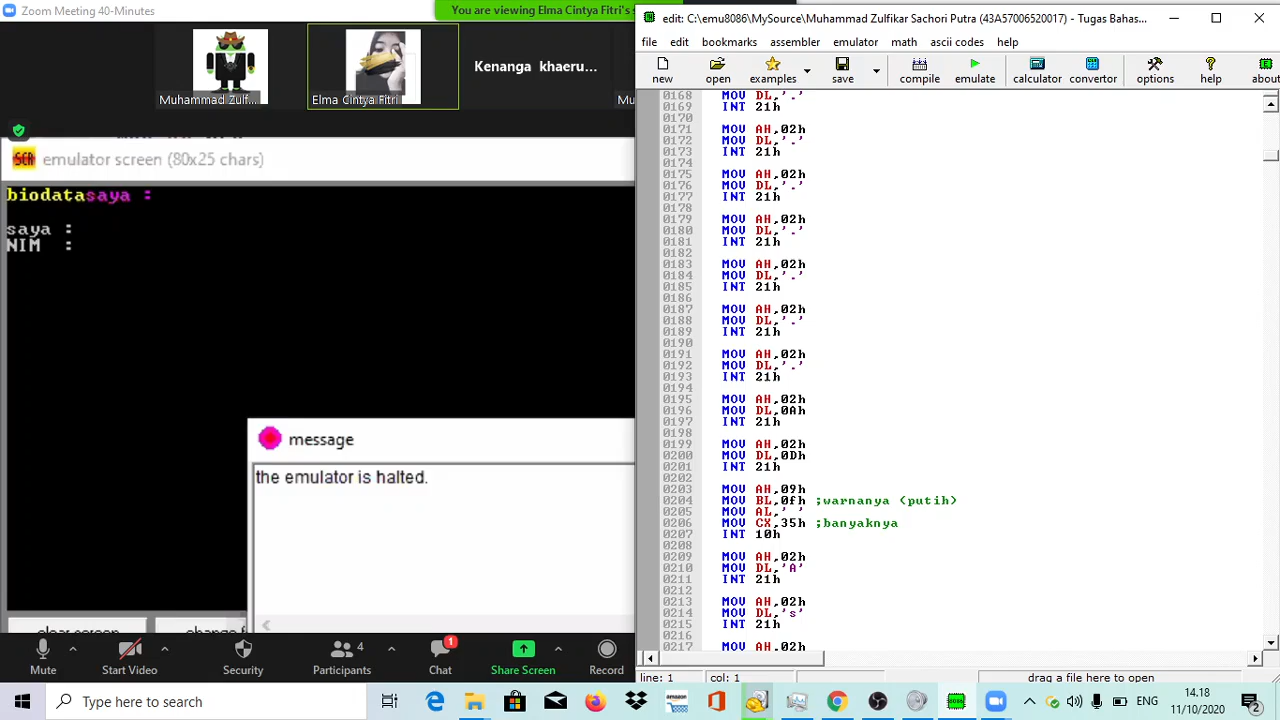 Zoom Meeting 40-Minutes
You are viewing Elma Cintya Fitri's
Muhammad Zulf...
Elma Cintya Fitri
Kenanga khaeru...
Mu
SCR emulator screen (80x25 chars)
biodatasaya :
saya :
NIM :
message
the emulator is halted.
clear screen
edit: C:\emu8086\MySource\Muhammad Zulfikar Sachori Putra (43A57006520017) - Tugas Bahas...
file edit bookmarks assembler emulator math ascii codes help
new open examples save compile emulate calculator convertor options help about
0168 MOV DL,'.'
0169 INT 21h
0170
0171 MOV AH,02h
0172 MOV DL,'.'
0173 INT 21h
0174
0175 MOV AH,02h
0176 MOV DL,'.'
0177 INT 21h
0178
0179 MOV AH,02h
0180 MOV DL,'.'
0181 INT 21h
0182
0183 MOV AH,02h
0184 MOV DL,'.'
0185 INT 21h
0186
0187 MOV AH,02h
0188 MOV DL,'.'
0189 INT 21h
0190
0191 MOV AH,02h
0192 MOV DL,'.'
0193 INT 21h
0194
0195 MOV AH,02h
0196 MOV DL,0Ah
0197 INT 21h
0198
0199 MOV AH,02h
0200 MOV DL,0Dh
0201 INT 21h
0202
0203 MOV AH,09h
0204 MOV BL,0fh ;warnanya (putih)
0205 MOV AL,' '
0206 MOV CX,35h ;banyaknya
0207 INT 10h
0208
0209 MOV AH,02h
0210 MOV DL,'A'
0211 INT 21h
0212
0213 MOV AH,02h
0214 MOV DL,'s'
0215 INT 21h
0216
0217 MOV AH,02h
line: 1 col: 1 drag a file here to open
Mute Start Video Security Participants 4 Chat 1 Share Screen Record
Type here to search
ENG
14.18
11/10/2020
2